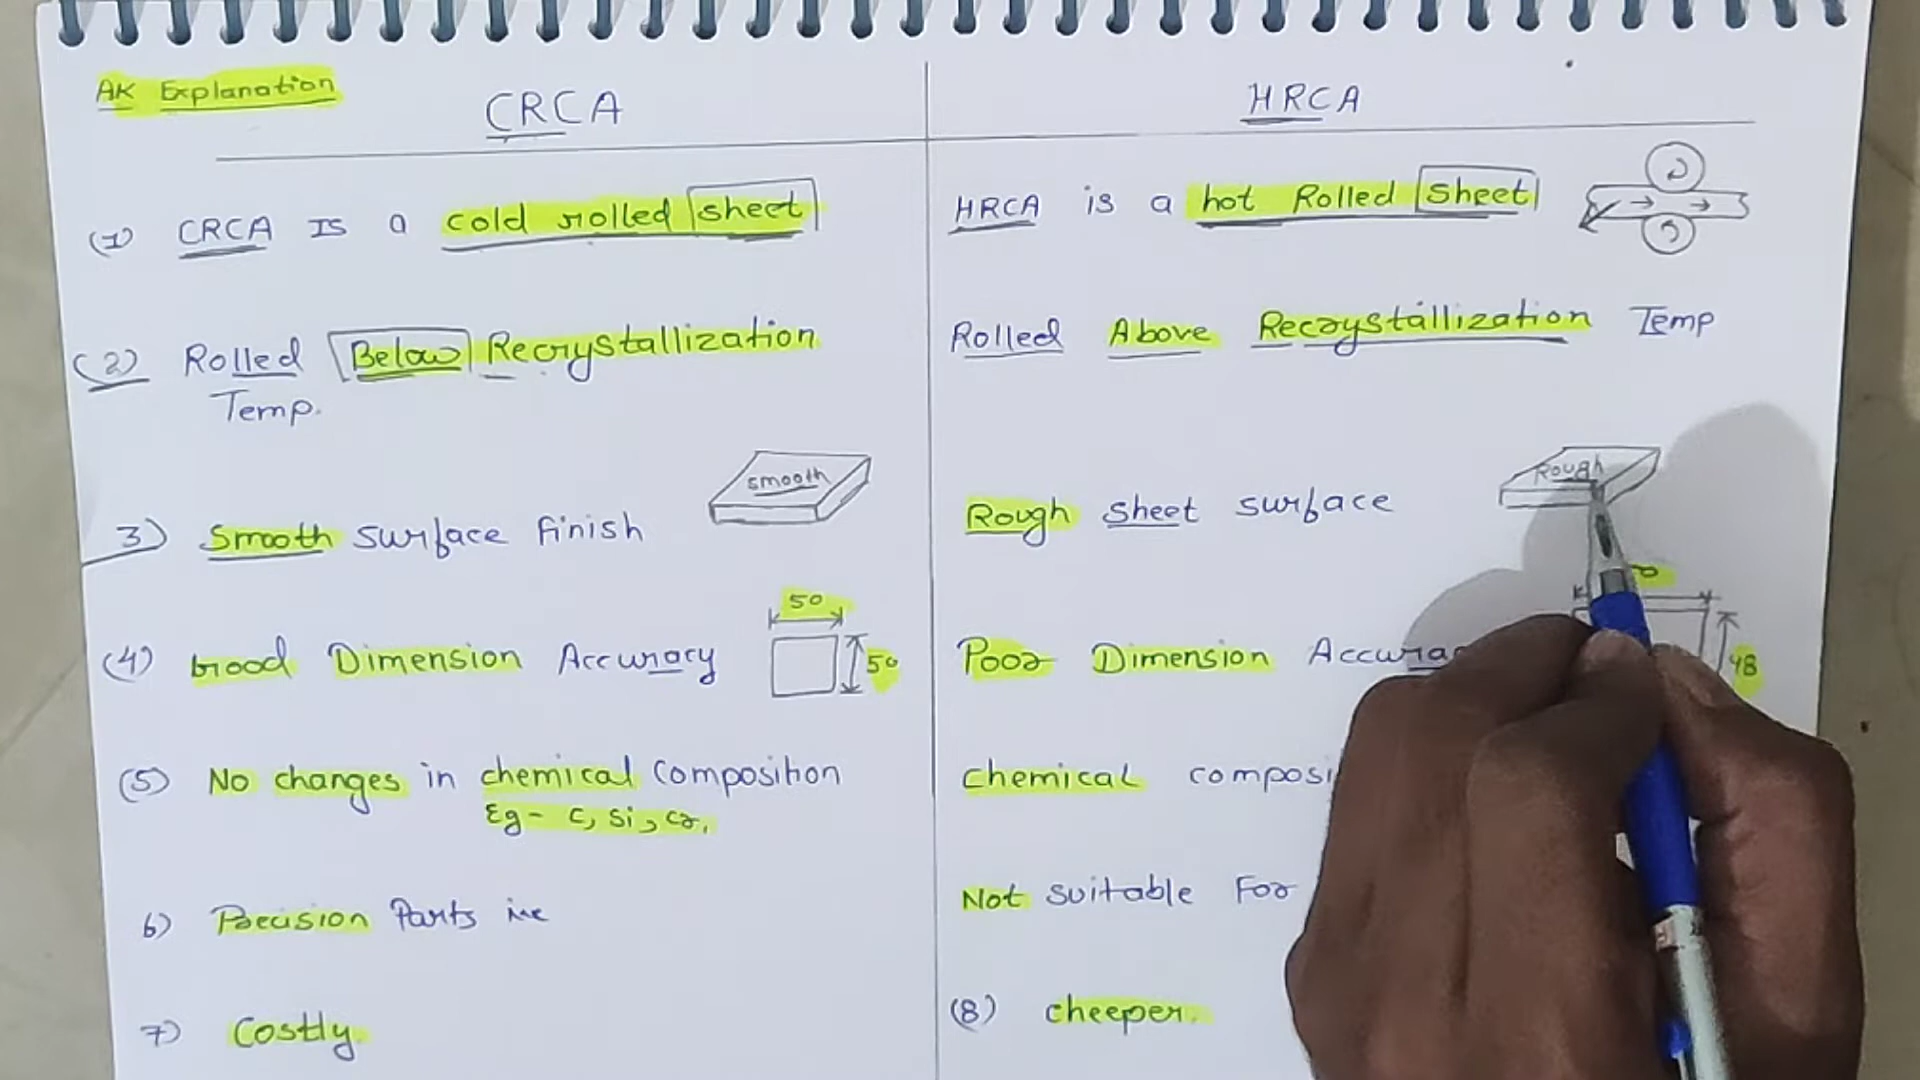 AK Explanation
CRCA
HRCA
(1) CRCA IS a cold rolled sheet
HRCA is a hot Rolled Sheet
(2) Rolled Below Recrystallization
Temp.
Rolled Above Recrystallization Temp
smooth
3) Smooth surface finish
Rough
Rough sheet surface
50
(4) Good Dimension Accuracy
50
Poor Dimension
48
(5) No changes in chemical composition
Eg - C, Si, Cr,
chemical
6) Precision Parts
Not suitable For
7) Costly.
(8) cheeper.